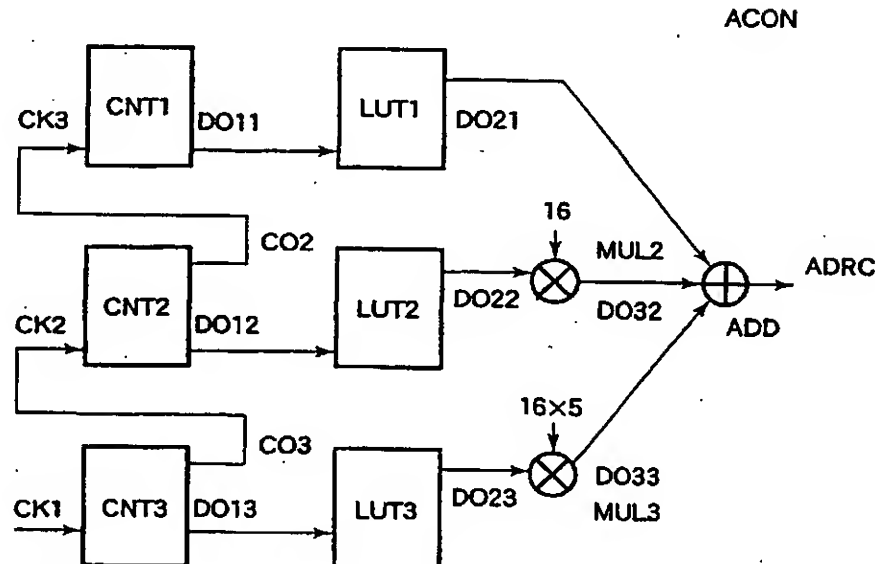 ACON
CK3
CNT1
DO11
LUT1
DO21
CO2
16
MUL2
ADRC
CK2
CNT2
DO12
LUT2
DO22
DO32
ADD
CO3
16×5
CK1
CNT3
DO13
LUT3
DO23
DO33
MUL3